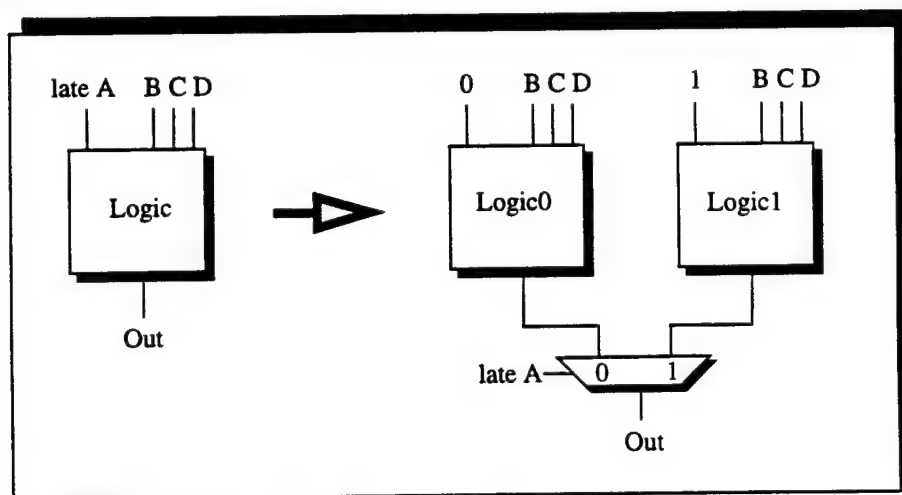 late A B C D
Logic
Out
0 B C D
Logic0
1 B C D
Logic1
late A 0 1
Out